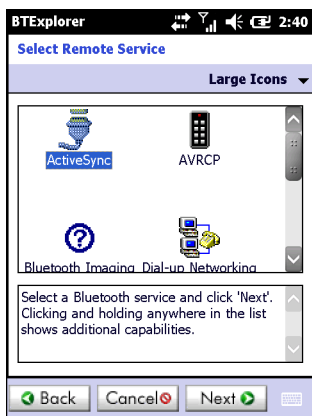 BTExplorer 2:40
Select Remote Service
Large Icons
ActiveSync AVRCP
Bluetooth Imaging Dial-up Networking
Select a Bluetooth service and click 'Next'.
Clicking and holding anywhere in the list
shows additional capabilities.
Back Cancel Next